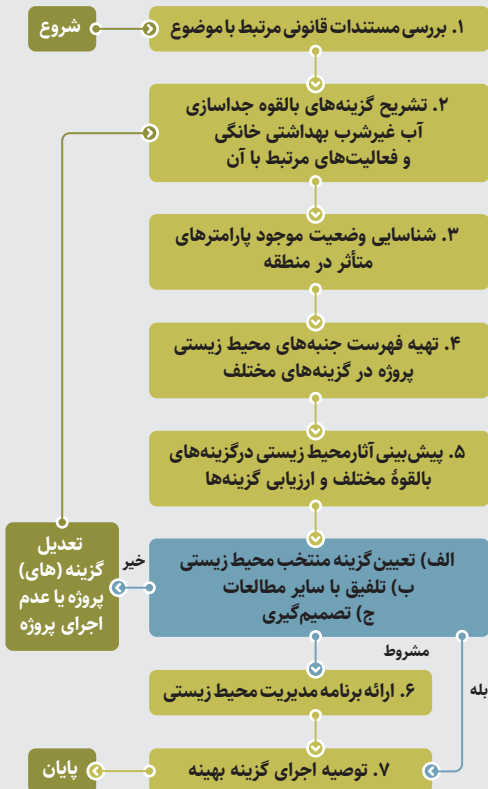 شروع
۱. بررسی مستندات قانونی مرتبط با موضوع
۲. تشریح گزینه‌های بالقوه جداسازی
آب غیرشرب بهداشتی خانگی
و فعالیت‌های مرتبط با آن
۳. شناسایی وضعیت موجود پارامترهای
متأثر در منطقه
۴. تهیه فهرست جنبه‌های محیط زیستی
پروژه در گزینه‌های مختلف
۵. پیش‌بینی آثارمحیط زیستی درگزینه‌های
بالقوهٔ مختلف و ارزیابی گزینه‌ها
الف) تعیین گزینه منتخب محیط زیستی
ب) تلفیق با سایر مطالعات
ج) تصمیم‌گیری
خیر
تعدیل
گزینه (های)
پروژه یا عدم
اجرای پروژه
مشروط
بله
۶. ارائه برنامه مدیریت محیط زیستی
۷. توصیه اجرای گزینه بهینه
پایان